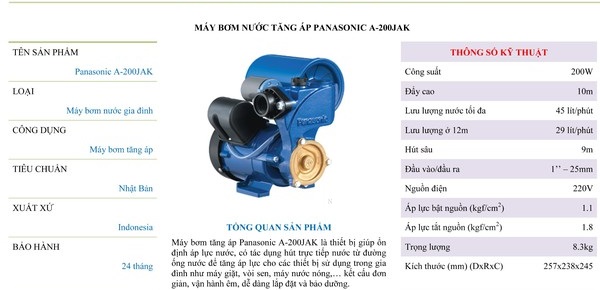 MÁY BƠM NƯỚC TĂNG ÁP PANASONIC A-200JAK
TÊN SẢN PHẨM
Panasonic A-200JAK
LOẠI
Máy bơm nước gia đình
CÔNG DỤNG
Máy bơm tăng áp
TIÊU CHUẨN
Nhật Bản
XUẤT XỨ
Indonesia
BẢO HÀNH
24 tháng
Panasonic
TỔNG QUAN SẢN PHẨM
Máy bơm tăng áp Panasonic A-200JAK là thiết bị giúp ổn
định áp lực nước, có tác dụng hút trực tiếp nước từ đường
ống nước để tăng áp lực cho các thiết bị sử dụng trong gia
đình như máy giặt, vòi sen, máy nước nóng,… kết cấu đơn
giản, vận hành êm, dễ dàng lắp đặt và bảo dưỡng.
THÔNG SỐ KỸ THUẬT
Công suất 200W
Đẩy cao 10m
Lưu lượng nước tối đa 45 lít/phút
Lưu lượng ở 12m 29 lít/phút
Hút sâu 9m
Đầu vào/đầu ra 1’’ – 25mm
Nguồn điện 220V
Áp lực bật nguồn (kgf/cm²) 1.1
Áp lực tắt nguồn (kgf/cm²) 1.8
Trọng lượng 8.3kg
Kích thước (mm) (DxRxC) 257x238x245